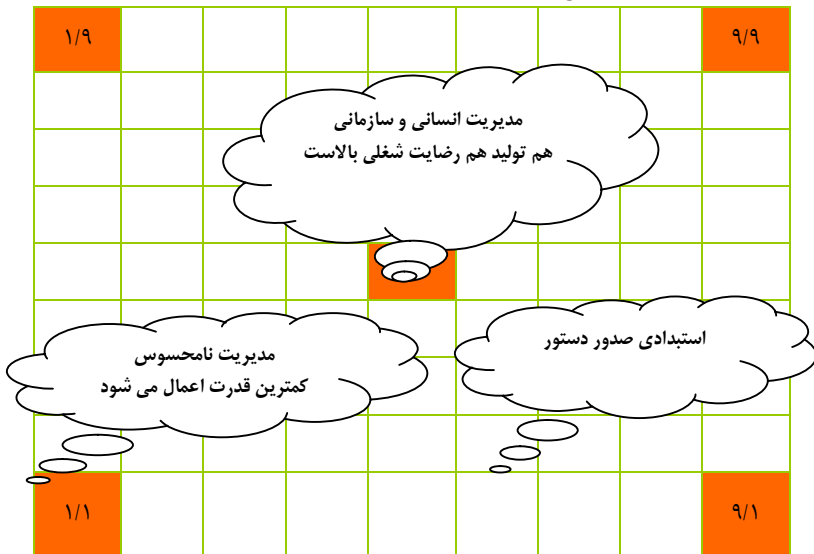 ۱/۹
۹/۹
مدیریت انسانی و سازمانی
هم تولید هم رضایت شغلی بالاست
استبدادی صدور دستور
مدیریت نامحسوس
کمترین قدرت اعمال می شود
۱/۱
۹/۱